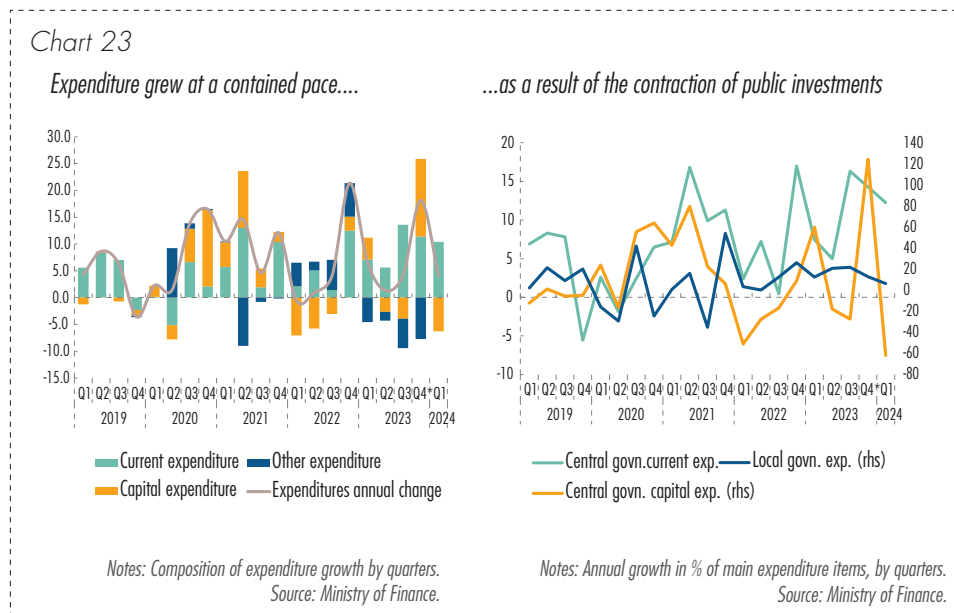 Chart 23
Expenditure grew at a contained pace....
30.0
25.0
20.0
15.0
10.0
5.0
0.0
-5.0
-10.0
-15.0
Q1 Q2 Q3 Q4 Q1 Q2 Q3 Q4 Q1 Q2 Q3 Q4 Q1 Q2 Q3 Q4 Q1 Q2 Q3 Q4* Q1
2019 2020 2021 2022 2023 2024
Current expenditure Other expenditure
Capital expenditure Expenditures annual change
Notes: Composition of expenditure growth by quarters.
Source: Ministry of Finance.
...as a result of the contraction of public investments
20
15
10
5
0
-5
-10
140
120
100
80
60
40
20
0
-20
-40
-60
-80
Q1 Q2 Q3 Q4 Q1 Q2 Q3 Q4 Q1 Q2 Q3 Q4 Q1 Q2 Q3 Q4 Q1 Q2 Q3 Q4 * Q1
2019 2020 2021 2022 2023 2024
Central govn.current exp. Local govn. exp. (rhs)
Central govn. capital exp. (rhs)
Notes: Annual growth in % of main expenditure items, by quarters.
Source: Ministry of Finance.